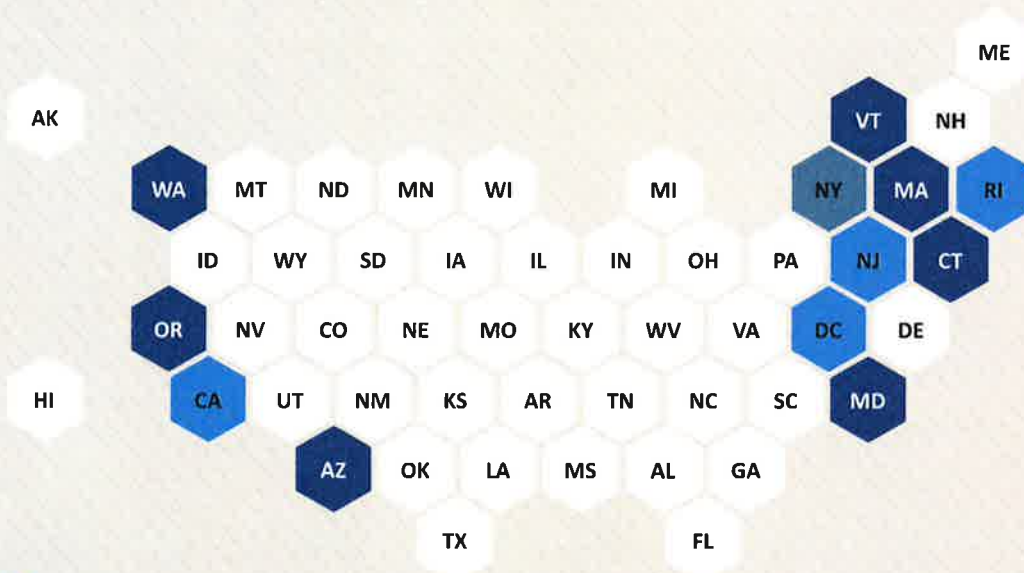 ME
AK
VT NH
WA MT ND MN WI MI NY MA RI
ID WY SD IA IL IN OH PA NJ CT
OR NV CO NE MO KY WV VA DC DE
HI CA UT NM KS AR TN NC SC MD
AZ OK LA MS AL GA
TX FL